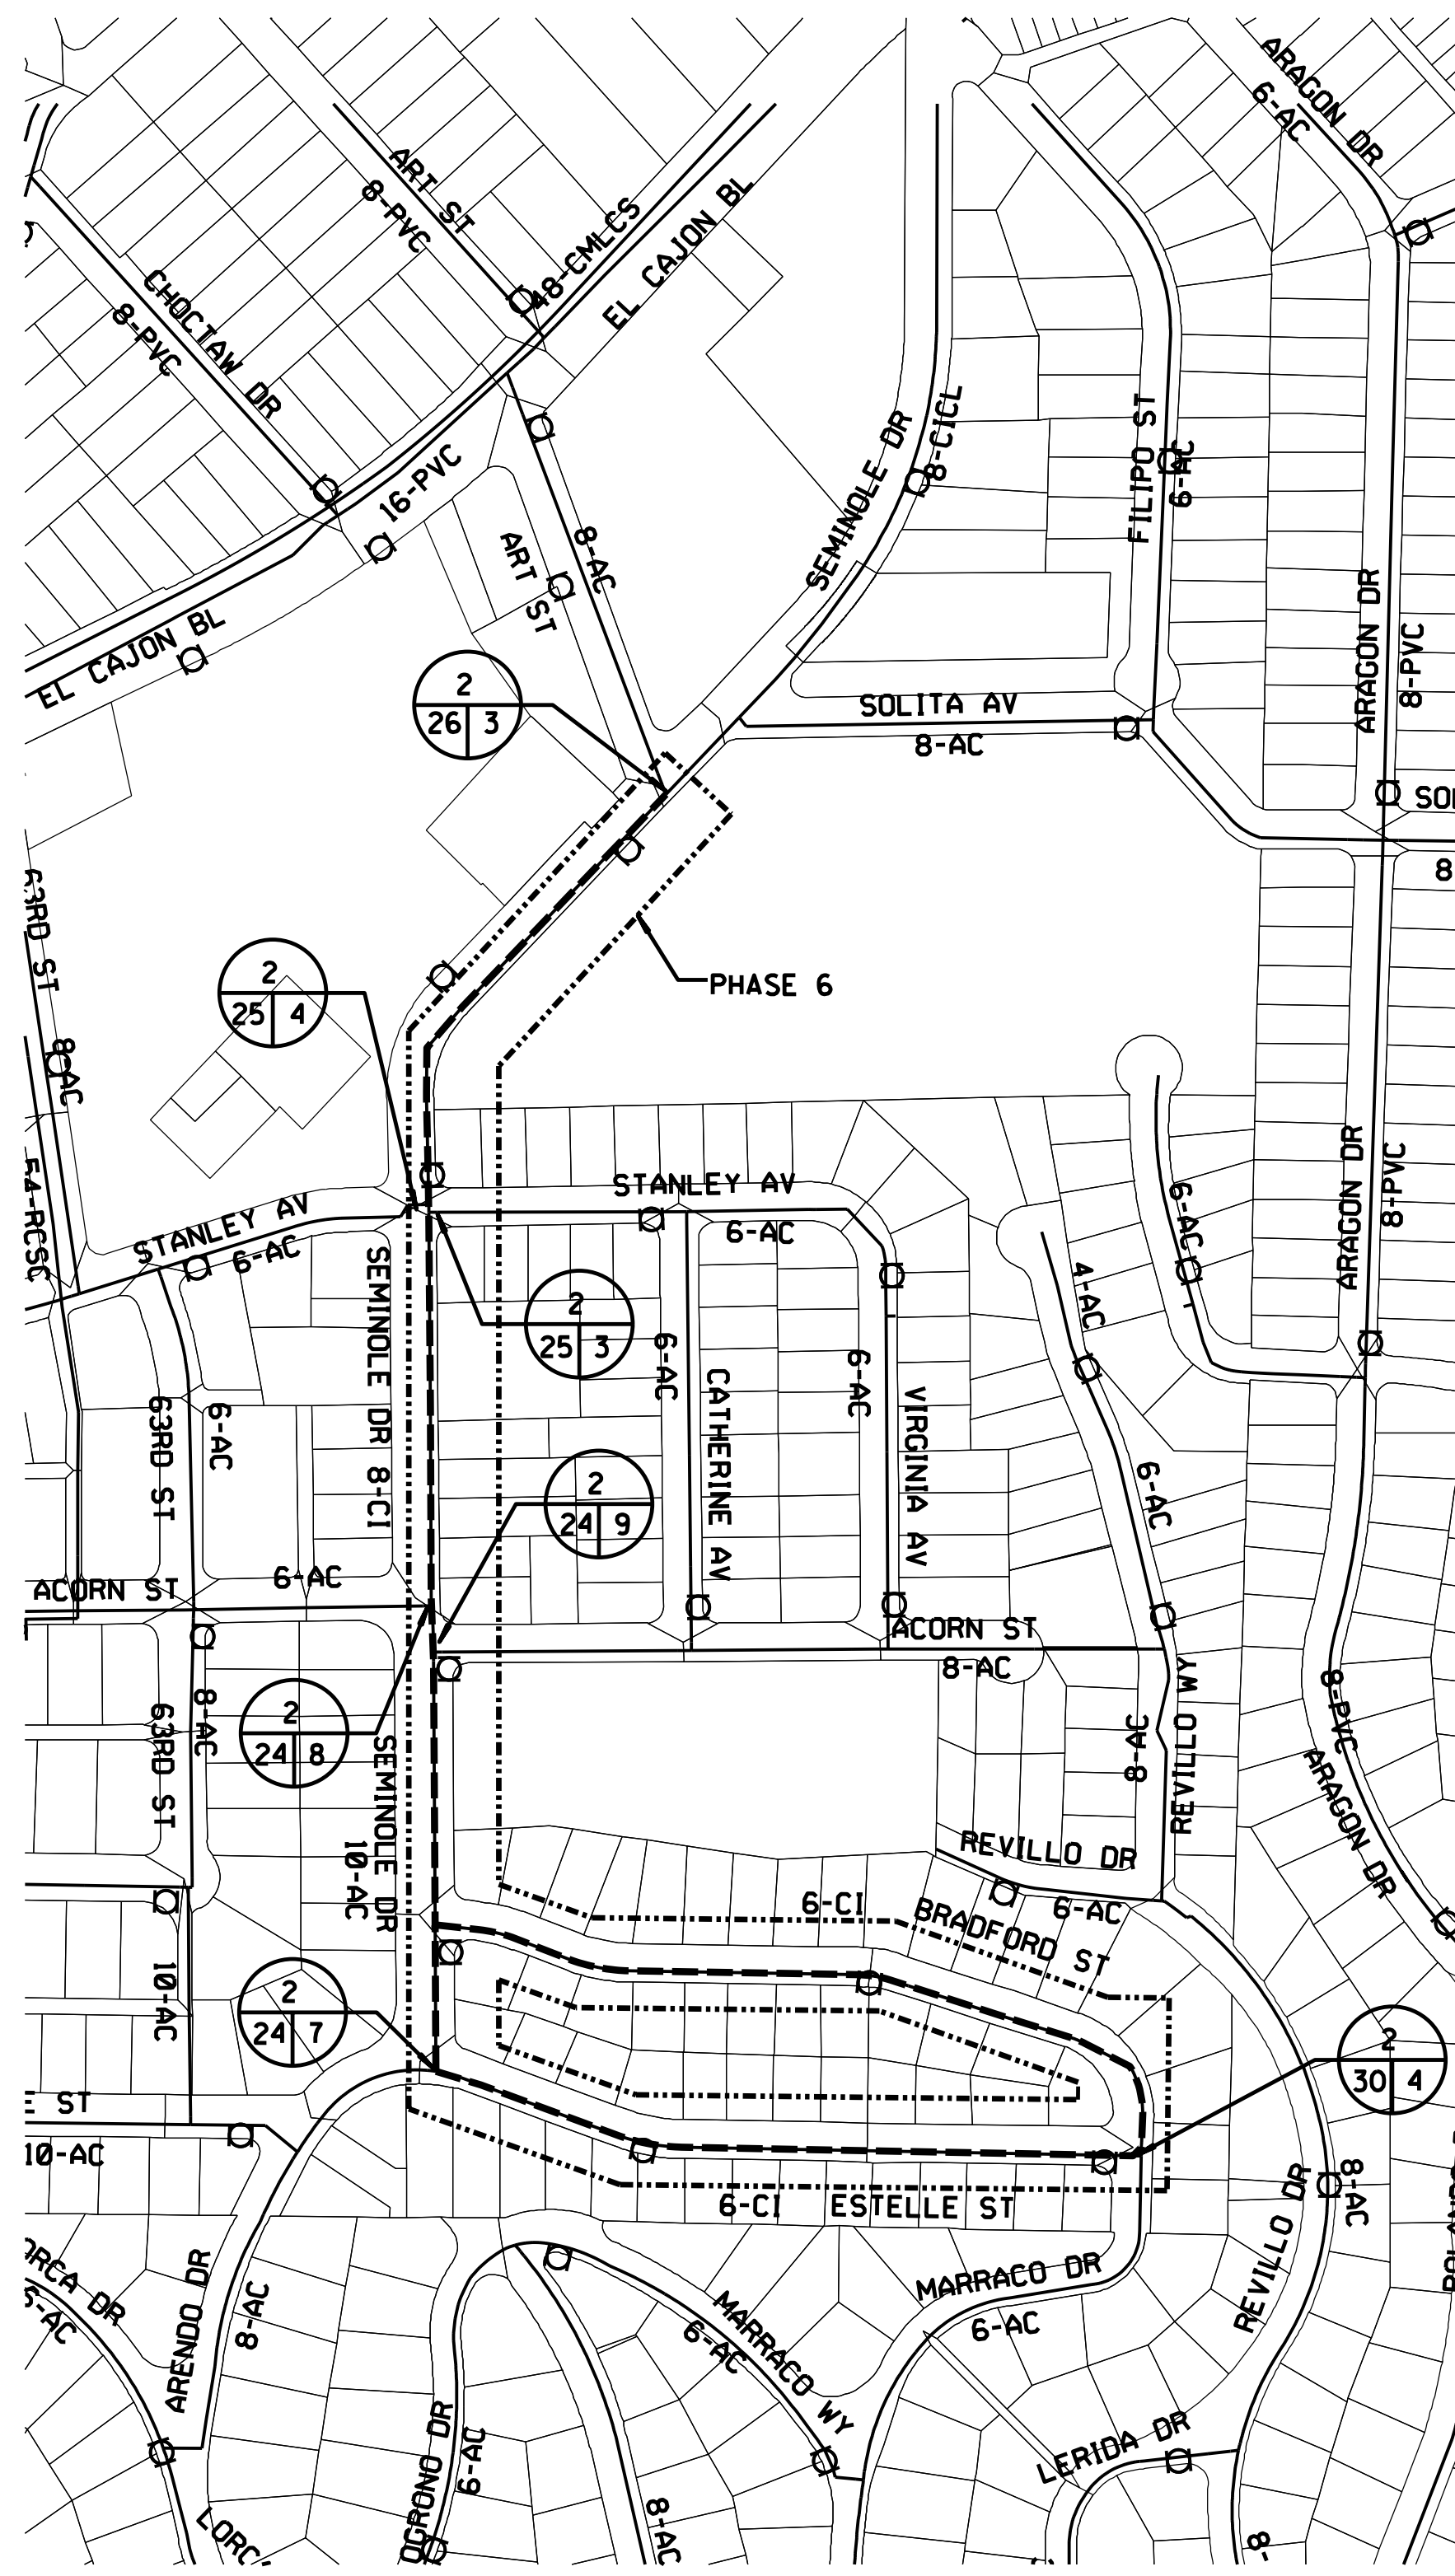 ARAGON DR
6-AC
ART ST
8-PVC
48-CMLCS
EL CAJON BL
CHOCTAW DR
8-PVC
SEMINOLE DR
8-CICL
FILIPO ST
6-AC
16-PVC
ART ST
8-AC
ARAGON DR
8-PVC
EL CAJON BL
2
26 3
SOLITA AV
8-AC
63RD ST
8-AC
2
25 4
PHASE 6
STANLEY AV
6-AC
STANLEY AV
6-AC
54-RCSC
ARAGON DR
8-PVC
6-AC
4-AC
SEMINOLE DR 8-CI
2
25 3
6-AC
CATHERINE AV
6-AC
VIRGINIA AV
63RD ST
6-AC
6-AC
2
24 9
ACORN ST
6-AC
ACORN ST
8-AC
63RD ST
8-AC
2
24 8
SEMINOLE DR
10-AC
8-AC
REVILLO WY
8-PVC
ARAGON DR
REVILLO DR
6-AC
6-CI
BRADFORD ST
10-AC
2
24 7
2
30 4
ST
10-AC
6-CI
ESTELLE ST
8-AC
REVILLO DR
ARENDO DR
8-AC
MARRACO DR
6-AC
MARRACO WY
6-AC
6-AC
8-AC
LERIDA DR